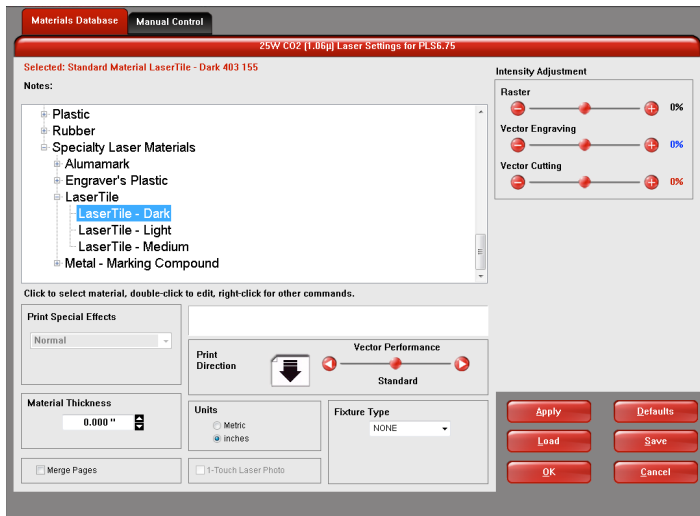 Materials Database
Manual Control
25W CO2 (1.06µ) Laser Settings for PLS6.75
Selected: Standard Material LaserTile - Dark 403 155
Notes:
Plastic
Rubber
Specialty Laser Materials
Alumamark
Engraver's Plastic
LaserTile
LaserTile - Dark
LaserTile - Light
LaserTile - Medium
Metal - Marking Compound
Click to select material, double-click to edit, right-click for other commands.
Intensity Adjustment
Raster
0%
Vector Engraving
0%
Vector Cutting
0%
Print Special Effects
Normal
Print
Direction
Vector Performance
Standard
Material Thickness
0.000 "
Units
Metric
inches
Fixture Type
NONE
Merge Pages
1-Touch Laser Photo
Apply
Defaults
Load
Save
OK
Cancel